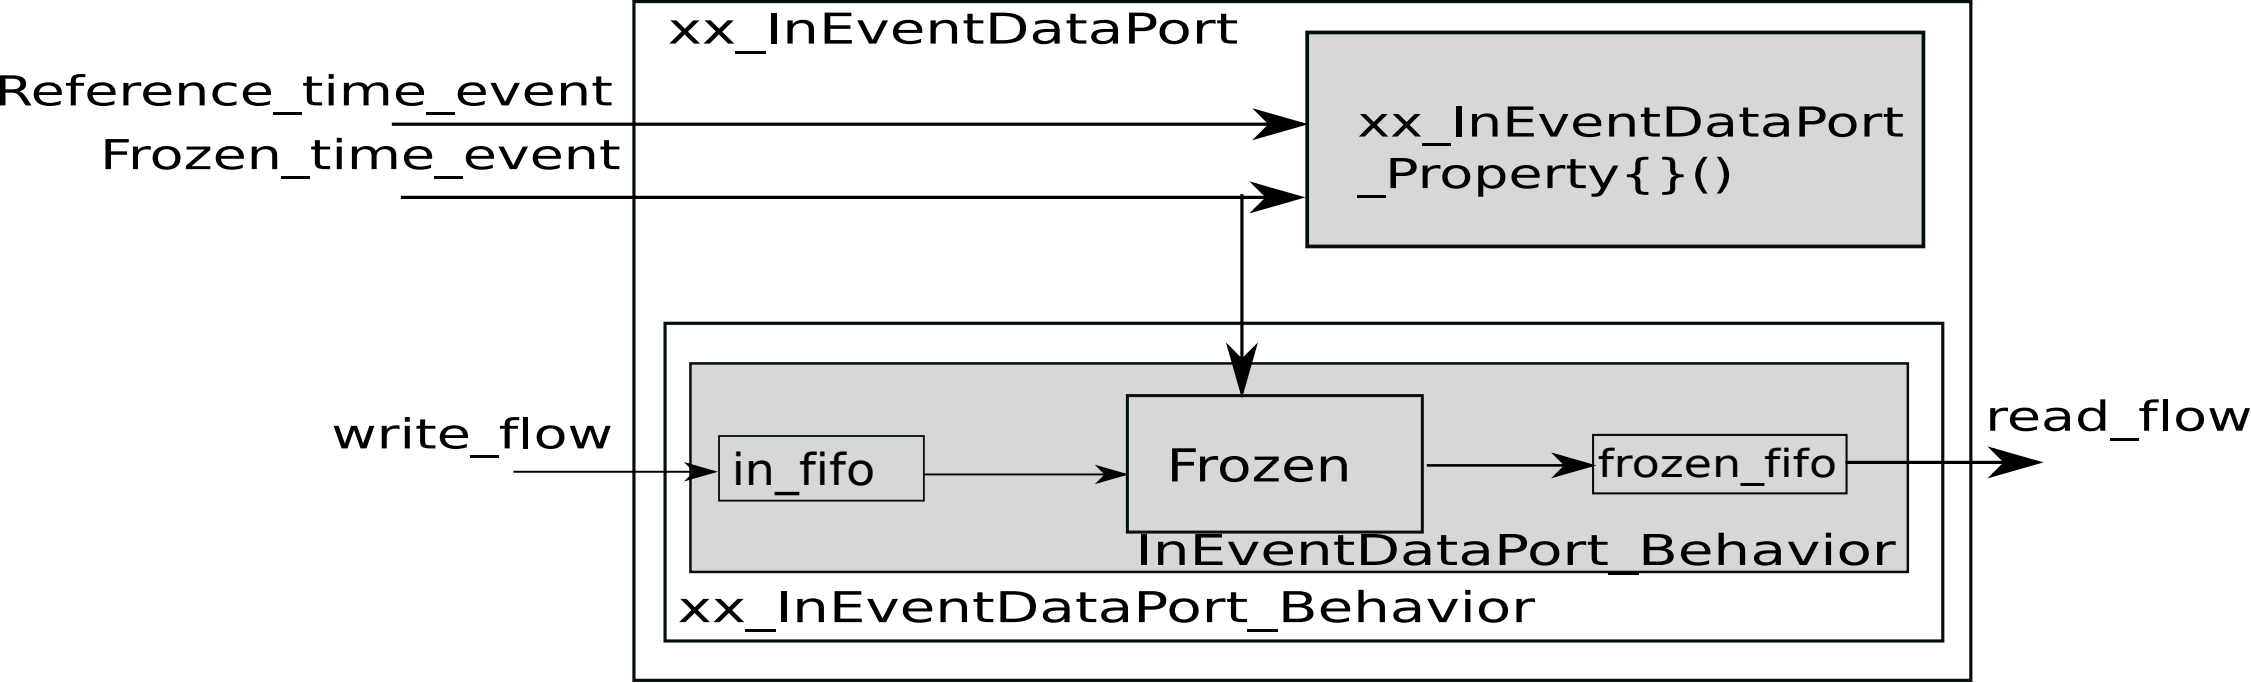 xx_InEventDataPort
Reference_time_event
Frozen_time_event
xx_InEventDataPort
_Property{}()
write_flow
in_fifo
Frozen
frozen_fifo
read_flow
InEventDataPort_Behavior
xx_InEventDataPort_Behavior